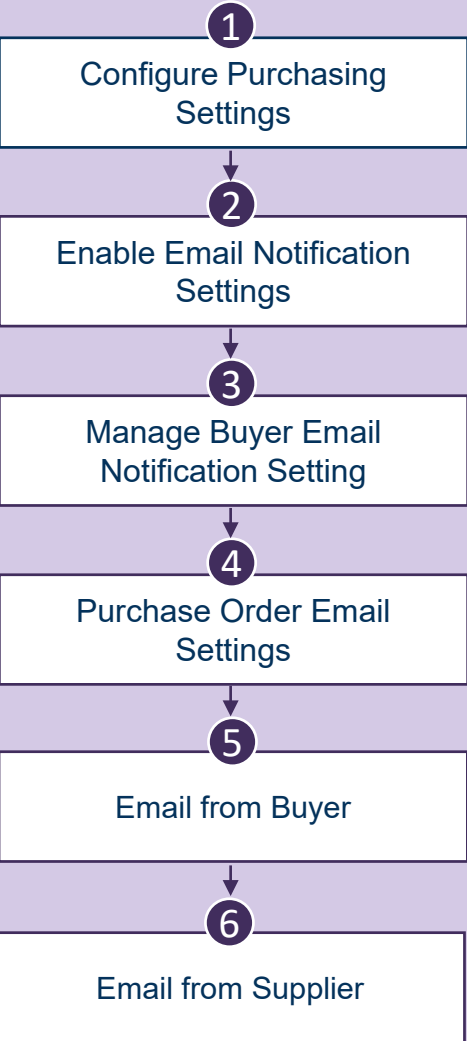 1
Configure Purchasing
Settings
2
Enable Email Notification
Settings
3
Manage Buyer Email
Notification Setting
4
Purchase Order Email
Settings
5
Email from Buyer
6
Email from Supplier